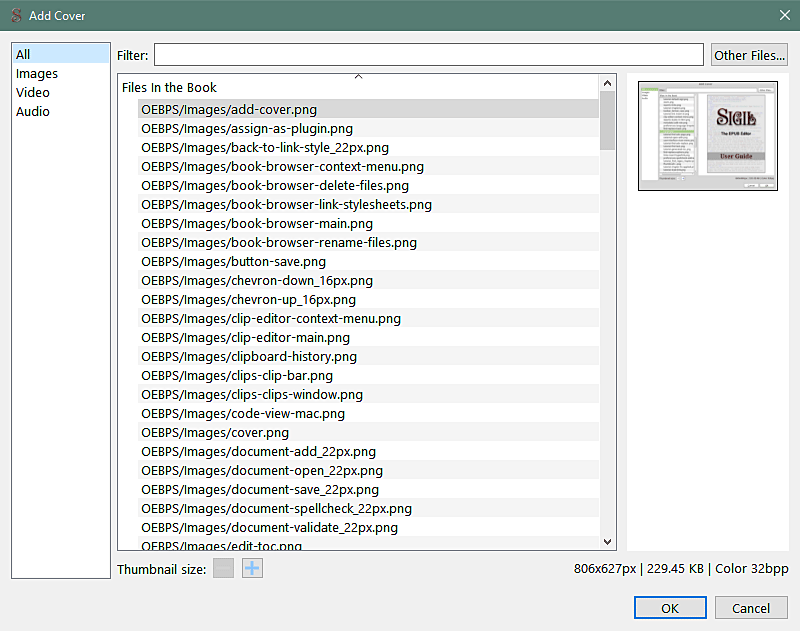 Add Cover
All
Images
Video
Audio
Filter:
Other Files...
Files In the Book
OEBPS/Images/add-cover.png
OEBPS/Images/assign-as-plugin.png
OEBPS/Images/back-to-link-style_22px.png
OEBPS/Images/book-browser-context-menu.png
OEBPS/Images/book-browser-delete-files.png
OEBPS/Images/book-browser-link-stylesheets.png
OEBPS/Images/book-browser-main.png
OEBPS/Images/book-browser-rename-files.png
OEBPS/Images/button-save.png
OEBPS/Images/chevron-down_16px.png
OEBPS/Images/chevron-up_16px.png
OEBPS/Images/clip-editor-context-menu.png
OEBPS/Images/clip-editor-main.png
OEBPS/Images/clipboard-history.png
OEBPS/Images/clips-clip-bar.png
OEBPS/Images/clips-clips-window.png
OEBPS/Images/code-view-mac.png
OEBPS/Images/cover.png
OEBPS/Images/document-add_22px.png
OEBPS/Images/document-open_22px.png
OEBPS/Images/document-save_22px.png
OEBPS/Images/document-spellcheck_22px.png
OEBPS/Images/document-validate_22px.png
OEBPS/Images/edit-toc.png
SIGIL
The EPUB Editor
User Guide
Thumbnail size:
806x627px | 229.45 KB | Color 32bpp
OK
Cancel